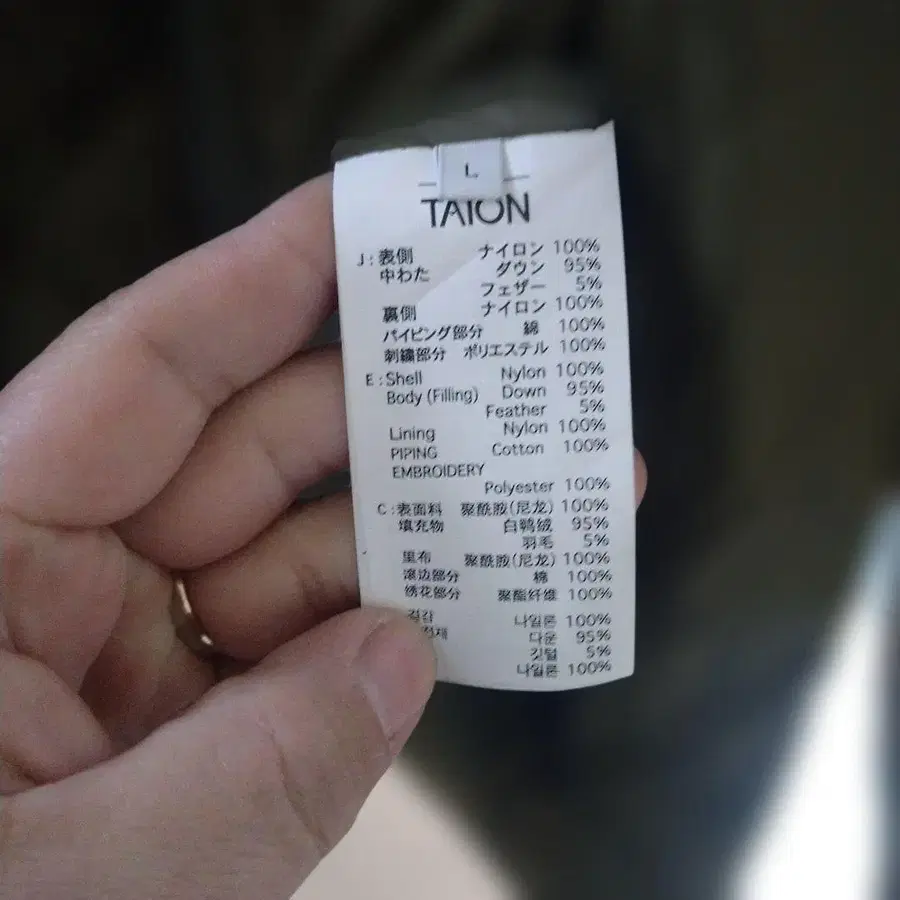 L
TAION
J : 表側 ナイロン 100%
中わた ダウン 95%
フェザー 5%
裏側 ナイロン 100%
パイピング部分 綿 100%
刺繍部分 ポリエステル 100%
E : Shell Nylon 100%
Body (Filling) Down 95%
Feather 5%
Lining Nylon 100%
PIPING Cotton 100%
EMBROIDERY
Polyester 100%
C : 表面料 聚酰胺(尼龙) 100%
填充物 白鸭绒 95%
羽毛 5%
里布 聚酰胺(尼龙) 100%
滚边部分 棉 100%
绣花部分 聚酯纤维 100%
겉감 나일론 100%
다운 95%
깃털 5%
나일론 100%